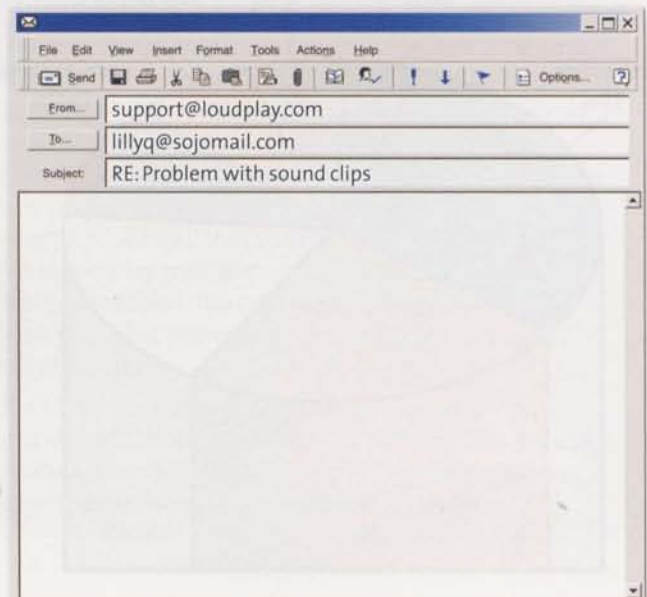 File Edit View Insert Format Tools Actions Help
Send Options...
From... support@loudplay.com
To... lillyq@sojomail.com
Subject: RE: Problem with sound clips